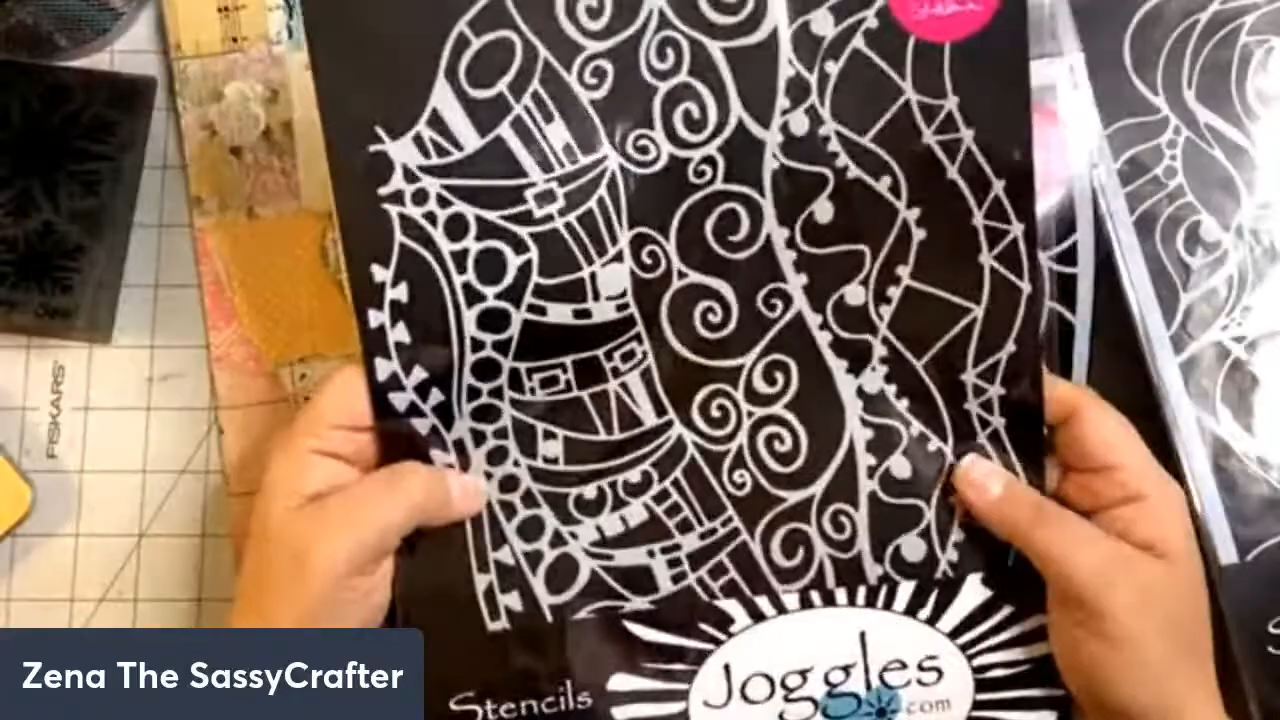 FISKARS
Zena The SassyCrafter
Stencils
Joggles
.com